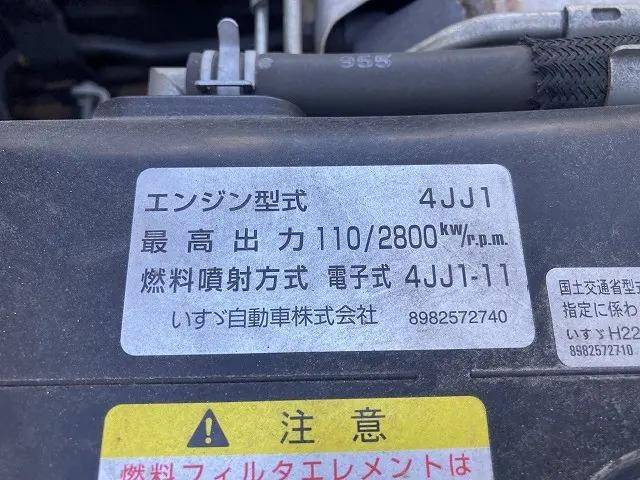 955
エンジン型式 4JJ1
最高出力 110/2800kw/r.p.m.
燃料噴射方式 電子式 4JJ1-11
いすゞ自動車株式会社 8982572740
国土交通省型式
指定に係わ
いすゞH22
8982572710
注意
燃料フィルタエレメントは